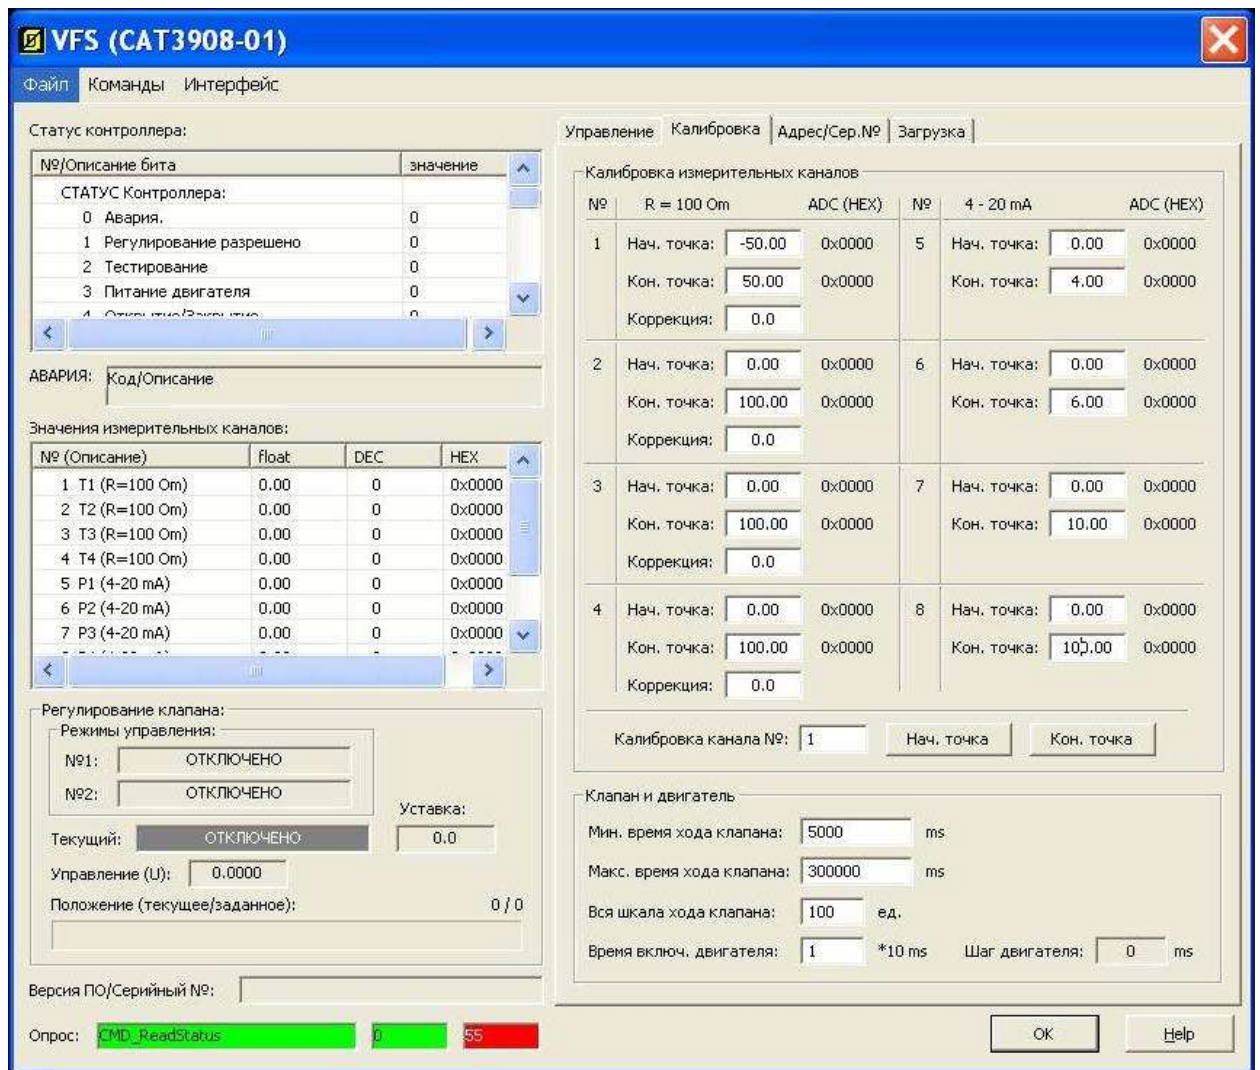 VFS (CAT3908-01)
Файл Команды Интерфейс
Статус контроллера:
№/Описание бита значение
СТАТУС Контроллера:
0 Авария. 0
1 Регулирование разрешено 0
2 Тестирование 0
3 Питание двигателя 0
4 Открытие/Закрытие 0
АВАРИЯ: Код/Описание
Значения измерительных каналов:
№ (Описание) float DEC HEX
1 T1 (R=100 Om) 0.00 0 0x0000
2 T2 (R=100 Om) 0.00 0 0x0000
3 T3 (R=100 Om) 0.00 0 0x0000
4 T4 (R=100 Om) 0.00 0 0x0000
5 P1 (4-20 mA) 0.00 0 0x0000
6 P2 (4-20 mA) 0.00 0 0x0000
7 P3 (4-20 mA) 0.00 0 0x0000
Регулирование клапана:
Режимы управления:
№1: ОТКЛЮЧЕНО
№2: ОТКЛЮЧЕНО
Уставка:
Текущий: ОТКЛЮЧЕНО 0.0
Управление (U): 0.0000
Положение (текущее/заданное): 0 / 0
Версия ПО/Серийный №:
Опрос: CMD_ReadStatus 0 55
Управление Калибровка Адрес/Сер.№ Загрузка
Калибровка измерительных каналов
№ R = 100 Om ADC (HEX) № 4 - 20 mA ADC (HEX)
1 Нач. точка: -50.00 0x0000 5 Нач. точка: 0.00 0x0000
Кон. точка: 50.00 0x0000 Кон. точка: 4.00 0x0000
Коррекция: 0.0
2 Нач. точка: 0.00 0x0000 6 Нач. точка: 0.00 0x0000
Кон. точка: 100.00 0x0000 Кон. точка: 6.00 0x0000
Коррекция: 0.0
3 Нач. точка: 0.00 0x0000 7 Нач. точка: 0.00 0x0000
Кон. точка: 100.00 0x0000 Кон. точка: 10.00 0x0000
Коррекция: 0.0
4 Нач. точка: 0.00 0x0000 8 Нач. точка: 0.00 0x0000
Кон. точка: 100.00 0x0000 Кон. точка: 100.00 0x0000
Коррекция: 0.0
Калибровка канала №: 1 Нач. точка Кон. точка
Клапан и двигатель
Мин. время хода клапана: 5000 ms
Макс. время хода клапана: 300000 ms
Вся шкала хода клапана: 100 ед.
Время включ. двигателя: 1 *10 ms Шаг двигателя: 0 ms
OK Help